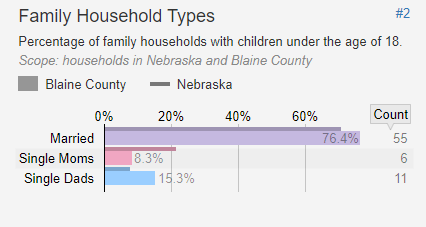 Family Household Types #2
Percentage of family households with children under the age of 18.
Scope: households in Nebraska and Blaine County
Blaine County Nebraska
0% 20% 40% 60% Count
Married 76.4% 55
Single Moms 8.3% 6
Single Dads 15.3% 11